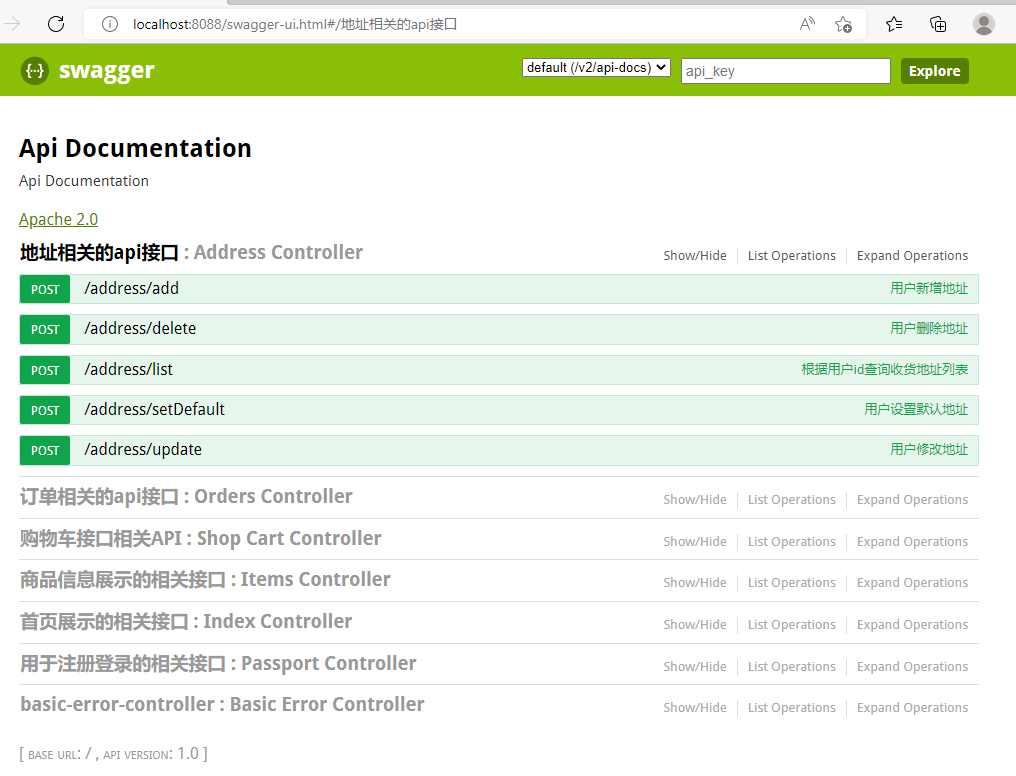 localhost:8088/swagger-ui.html#/地址相关的api接口
{··} swagger default (/v2/api-docs) api_key Explore
Api Documentation
Api Documentation
Apache 2.0
地址相关的api接口 : Address Controller Show/Hide List Operations Expand Operations
POST /address/add 用户新增地址
POST /address/delete 用户删除地址
POST /address/list 根据用户id查询收货地址列表
POST /address/setDefault 用户设置默认地址
POST /address/update 用户修改地址
订单相关的api接口 : Orders Controller Show/Hide List Operations Expand Operations
购物车接口相关API : Shop Cart Controller Show/Hide List Operations Expand Operations
商品信息展示的相关接口 : Items Controller Show/Hide List Operations Expand Operations
首页展示的相关接口 : Index Controller Show/Hide List Operations Expand Operations
用于注册登录的相关接口 : Passport Controller Show/Hide List Operations Expand Operations
basic-error-controller : Basic Error Controller Show/Hide List Operations Expand Operations
[ BASE URL: / , API VERSION: 1.0 ]